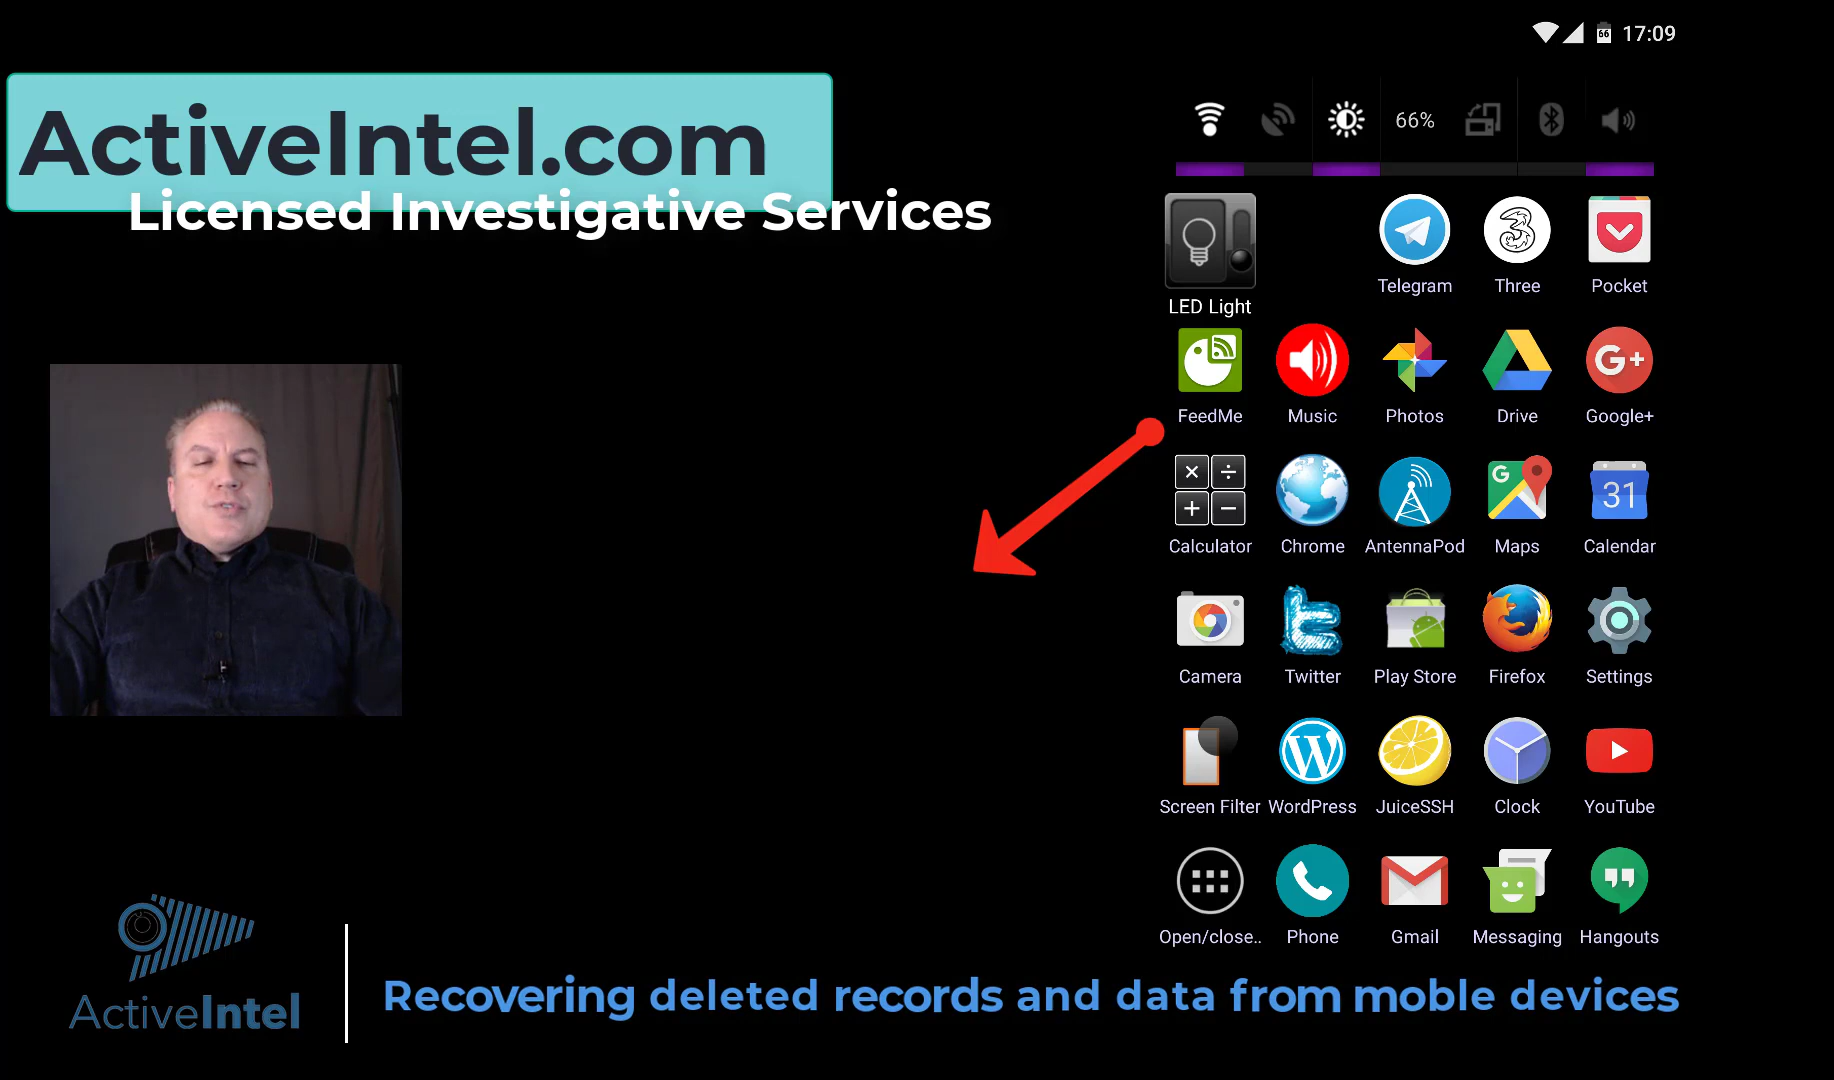 17:09
66
ActiveIntel.com
Licensed Investigative Services
66%
LED Light
Telegram
3
Three
Pocket
FeedMe
Music
Photos
Drive
G+
Google+
Calculator
Chrome
AntennaPod
G
Maps
31
Calendar
Camera
t
Twitter
Play Store
Firefox
Settings
Screen Filter
W
WordPress
JuiceSSH
Clock
YouTube
Open/close..
Phone
Gmail
Messaging
Hangouts
ActiveIntel
Recovering deleted records and data from moble devices